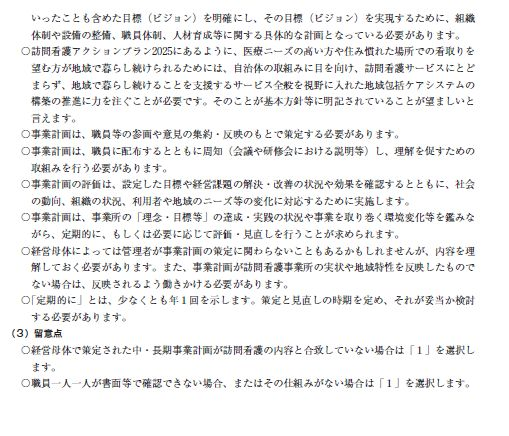 いったことも含めた目標（ビジョン）を明確にし、その目標（ビジョン）を実現するために、組織
体制や設備の整備、職員体制、人材育成等に関する具体的な計画となっている必要があります。
○訪問看護アクションプラン2025にあるように、医療ニーズの高い方や住み慣れた場所での看取りを
望む方が地域で暮らし続けられるためには、自治体の取組みに目を向け、訪問看護サービスにとど
まらず、地域で暮らし続けることを支援するサービス全般を視野に入れた地域包括ケアシステムの
構築の推進に力を注ぐことが必要です。そのことが基本方針等に明記されていることが望ましいと
言えます。
○事業計画は、職員等の参画や意見の集約・反映のもとで策定する必要があります。
○事業計画は、職員に配布するとともに周知（会議や研修会における説明等）し、理解を促すための
取組みを行う必要があります。
○事業計画の評価は、設定した目標や経営課題の解決・改善の状況や効果を確認するとともに、社会
の動向、組織の状況、利用者や地域のニーズ等の変化に対応するために実施します。
○事業計画は、事業所の「理念・目標等」の達成・実践の状況や事業を取り巻く環境変化等を鑑みな
がら、定期的に、もしくは必要に応じて評価・見直しを行うことが求められます。
○経営母体によっては管理者が事業計画の策定に関わらないこともあるかもしれませんが、内容を理
解しておく必要があります。また、事業計画が訪問看護事業所の実状や地域特性を反映したもので
ない場合は、反映されるよう働きかける必要があります。
○「定期的に」とは、少なくとも年１回を示します。策定と見直しの時期を定め、それが妥当か検討
する必要があります。
（３）留意点
○経営母体で策定された中・長期事業計画が訪問看護の内容と合致していない場合は「１」を選択し
ます。
○職員一人一人が書面等で確認できない場合、またはその仕組みがない場合は「１」を選択します。